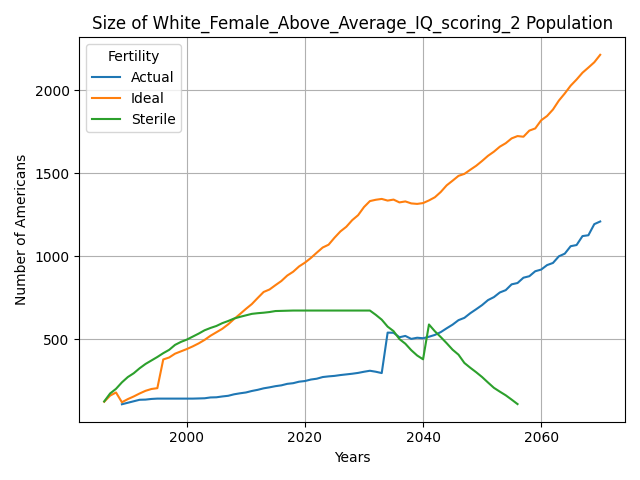 Size of White_Female_Above_Average_IQ_scoring_2 Population
Fertility
Actual
Ideal
Sterile
Number of Americans
2000
1500
1000
500
2000
2020
2040
2060
Years